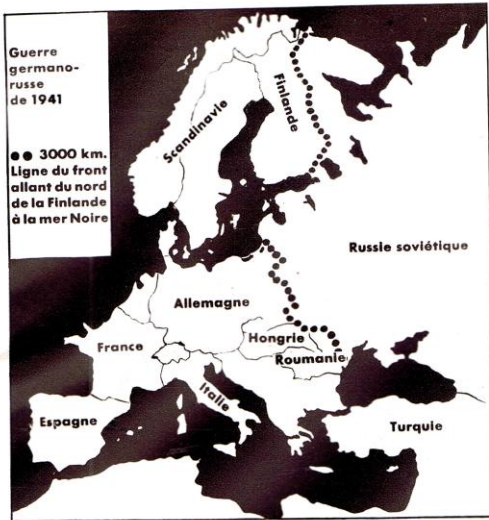 Guerre
germano-
russe
de 1941
●● 3000 km.
Ligne du front
allant du nord
de la Finlande
à la mer Noire
Scandinavie
Finlande
Russie soviétique
Allemagne
Hongrie
France
Roumanie
Italie
Espagne
Turquie